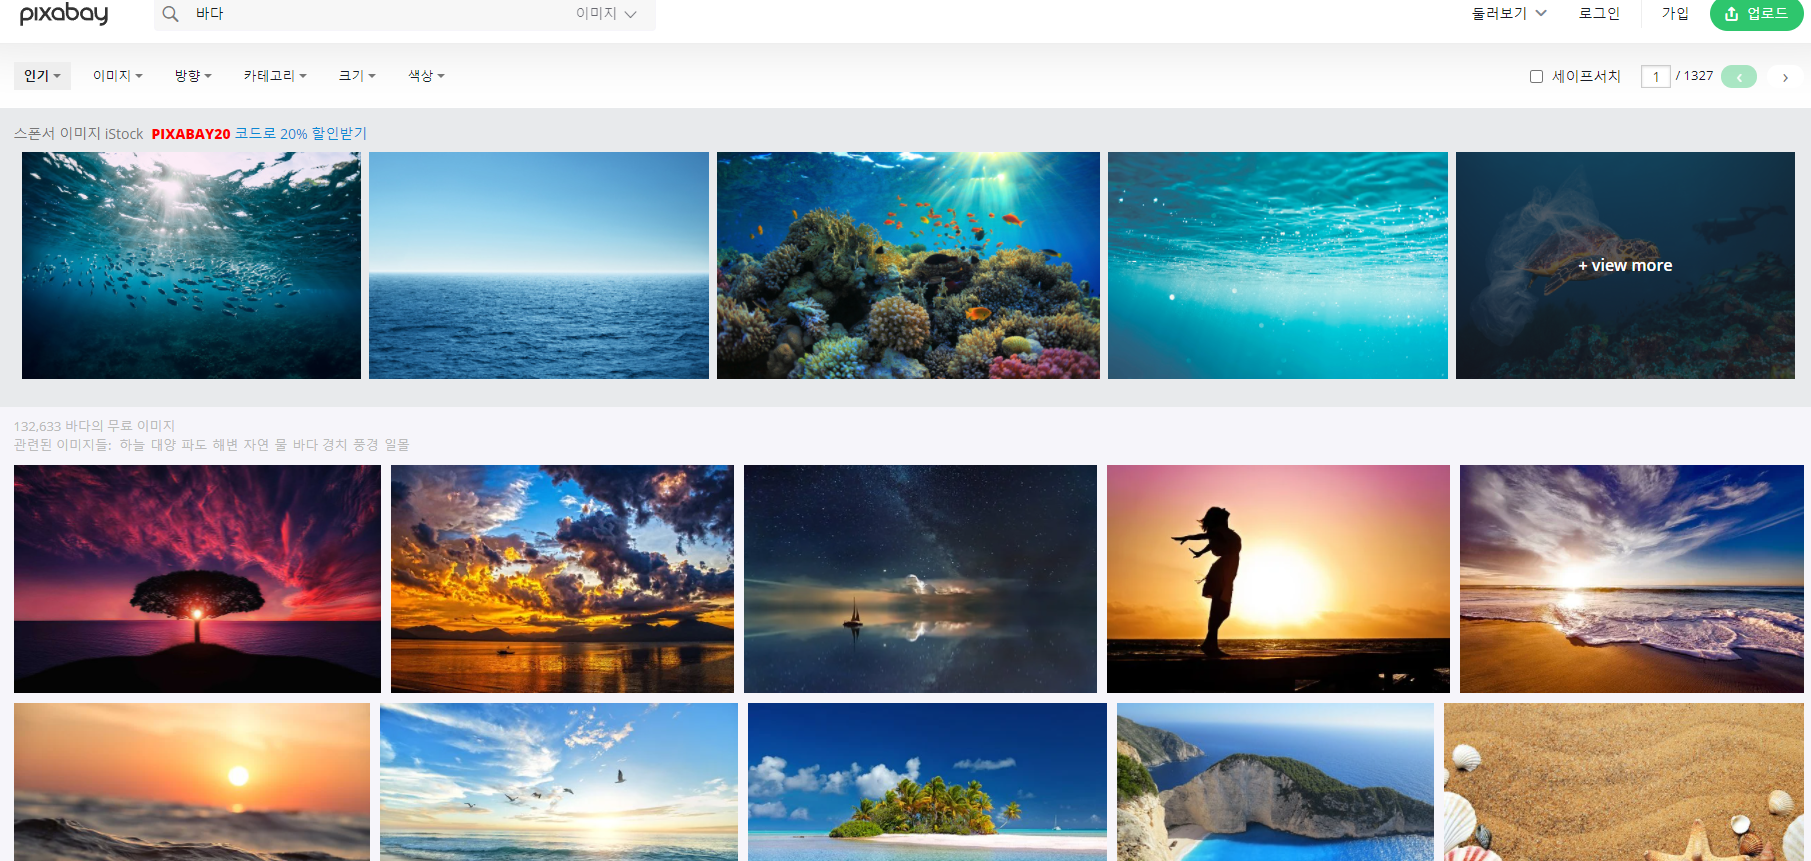 pixabay 바다 이미지 둘러보기 로그인 가입 업로드
인기 이미지 방향 카테고리 크기 색상 세이프서치 1 / 1327
스폰서 이미지 iStock PIXABAY20 코드로 20% 할인받기
+ view more
132,633 바다의 무료 이미지
관련된 이미지들: 하늘 대양 파도 해변 자연 물 바다 경치 풍경 일몰